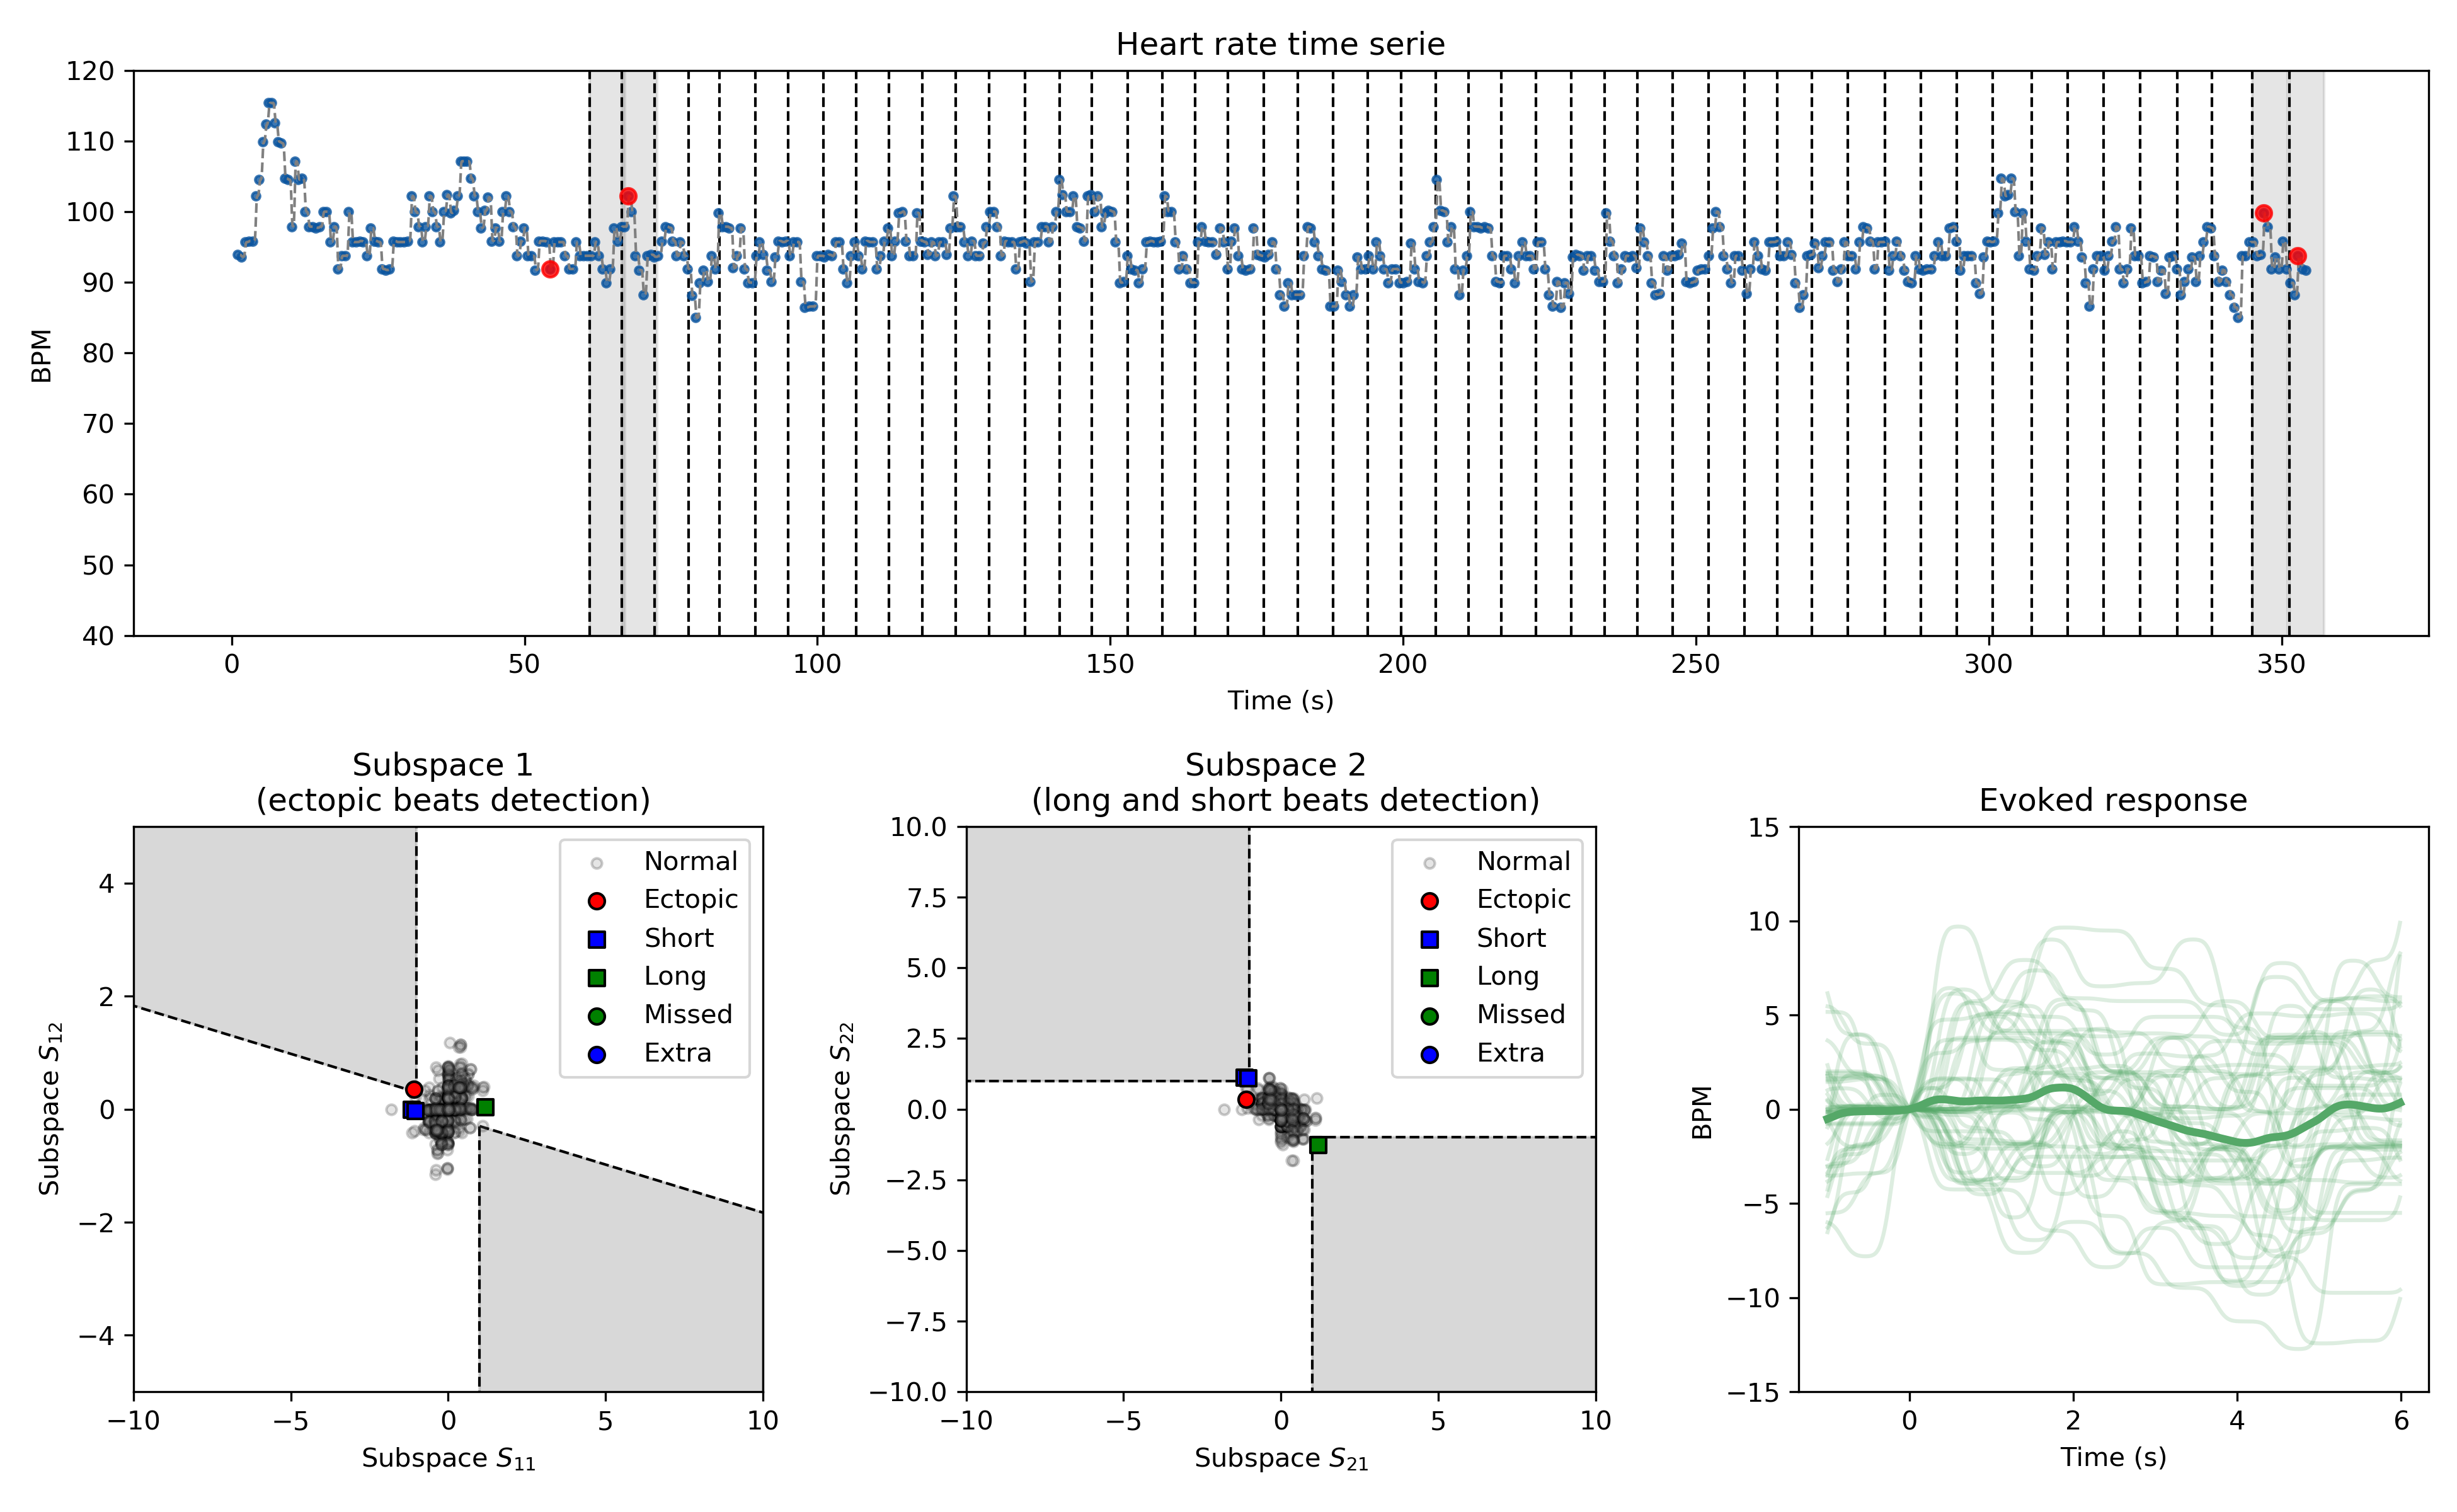 Heart rate time serie
120
110
100
90
80
70
60
50
40
BPM
0 50 100 150 200 250 300 350
Time (s)
Subspace 1
(ectopic beats detection)
4
2
0
−2
−4
Subspace S₁₂
Normal
Ectopic
Short
Long
Missed
Extra
−10 −5 0 5 10
Subspace S₁₁
Subspace 2
(long and short beats detection)
10.0
7.5
5.0
2.5
0.0
−2.5
−5.0
−7.5
−10.0
Subspace S₂₂
Normal
Ectopic
Short
Long
Missed
Extra
−10 −5 0 5 10
Subspace S₂₁
Evoked response
15
10
5
0
−5
−10
−15
BPM
0 2 4 6
Time (s)